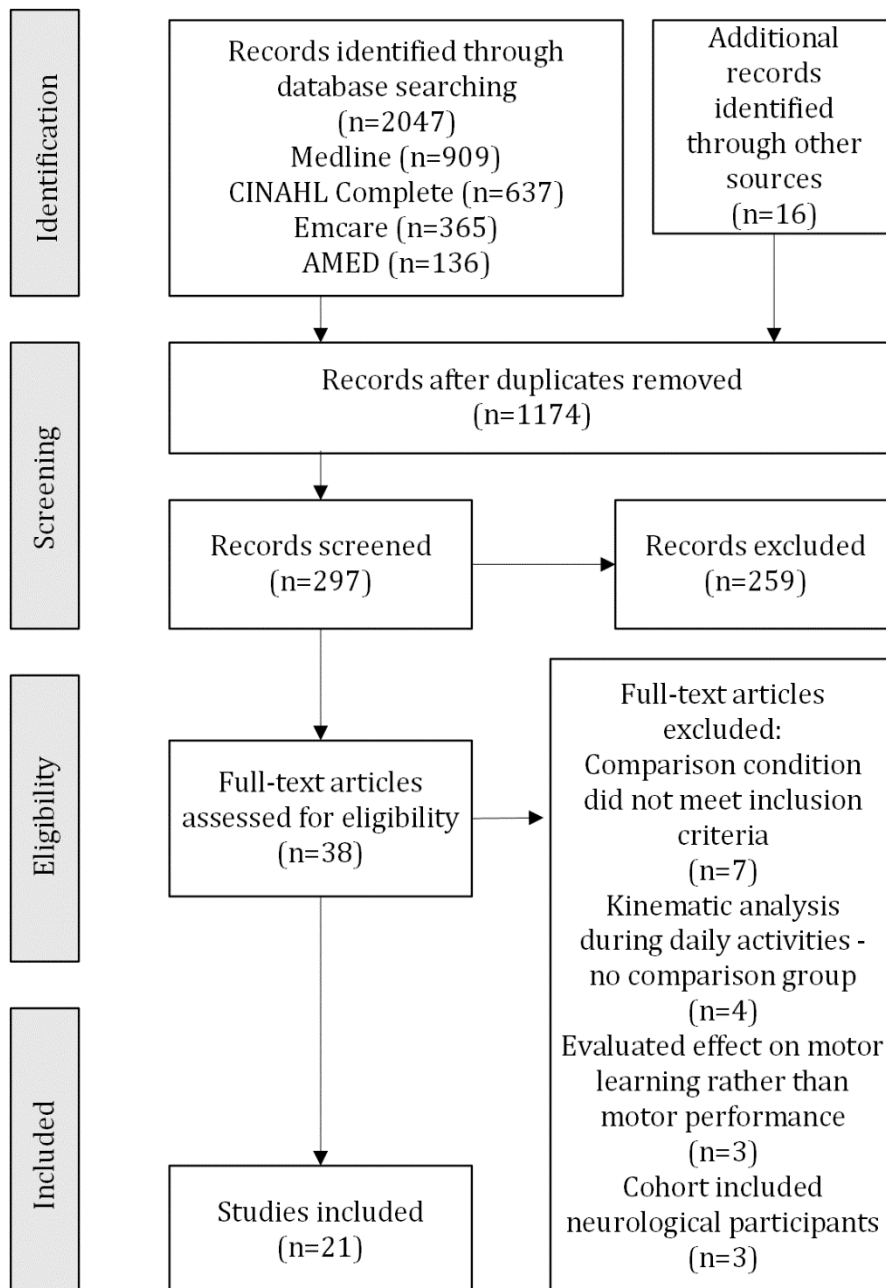 Identification
Records identified through
database searching
(n=2047)
Medline (n=909)
CINAHL Complete (n=637)
Emcare (n=365)
AMED (n=136)
Additional
records
identified
through other
sources
(n=16)
Screening
Records after duplicates removed
(n=1174)
Records screened
(n=297)
Records excluded
(n=259)
Eligibility
Full-text articles
assessed for eligibility
(n=38)
Full-text articles
excluded:
Comparison condition
did not meet inclusion
criteria
(n=7)
Kinematic analysis
during daily activities -
no comparison group
(n=4)
Evaluated effect on motor
learning rather than
motor performance
(n=3)
Cohort included
neurological participants
(n=3)
Included
Studies included
(n=21)